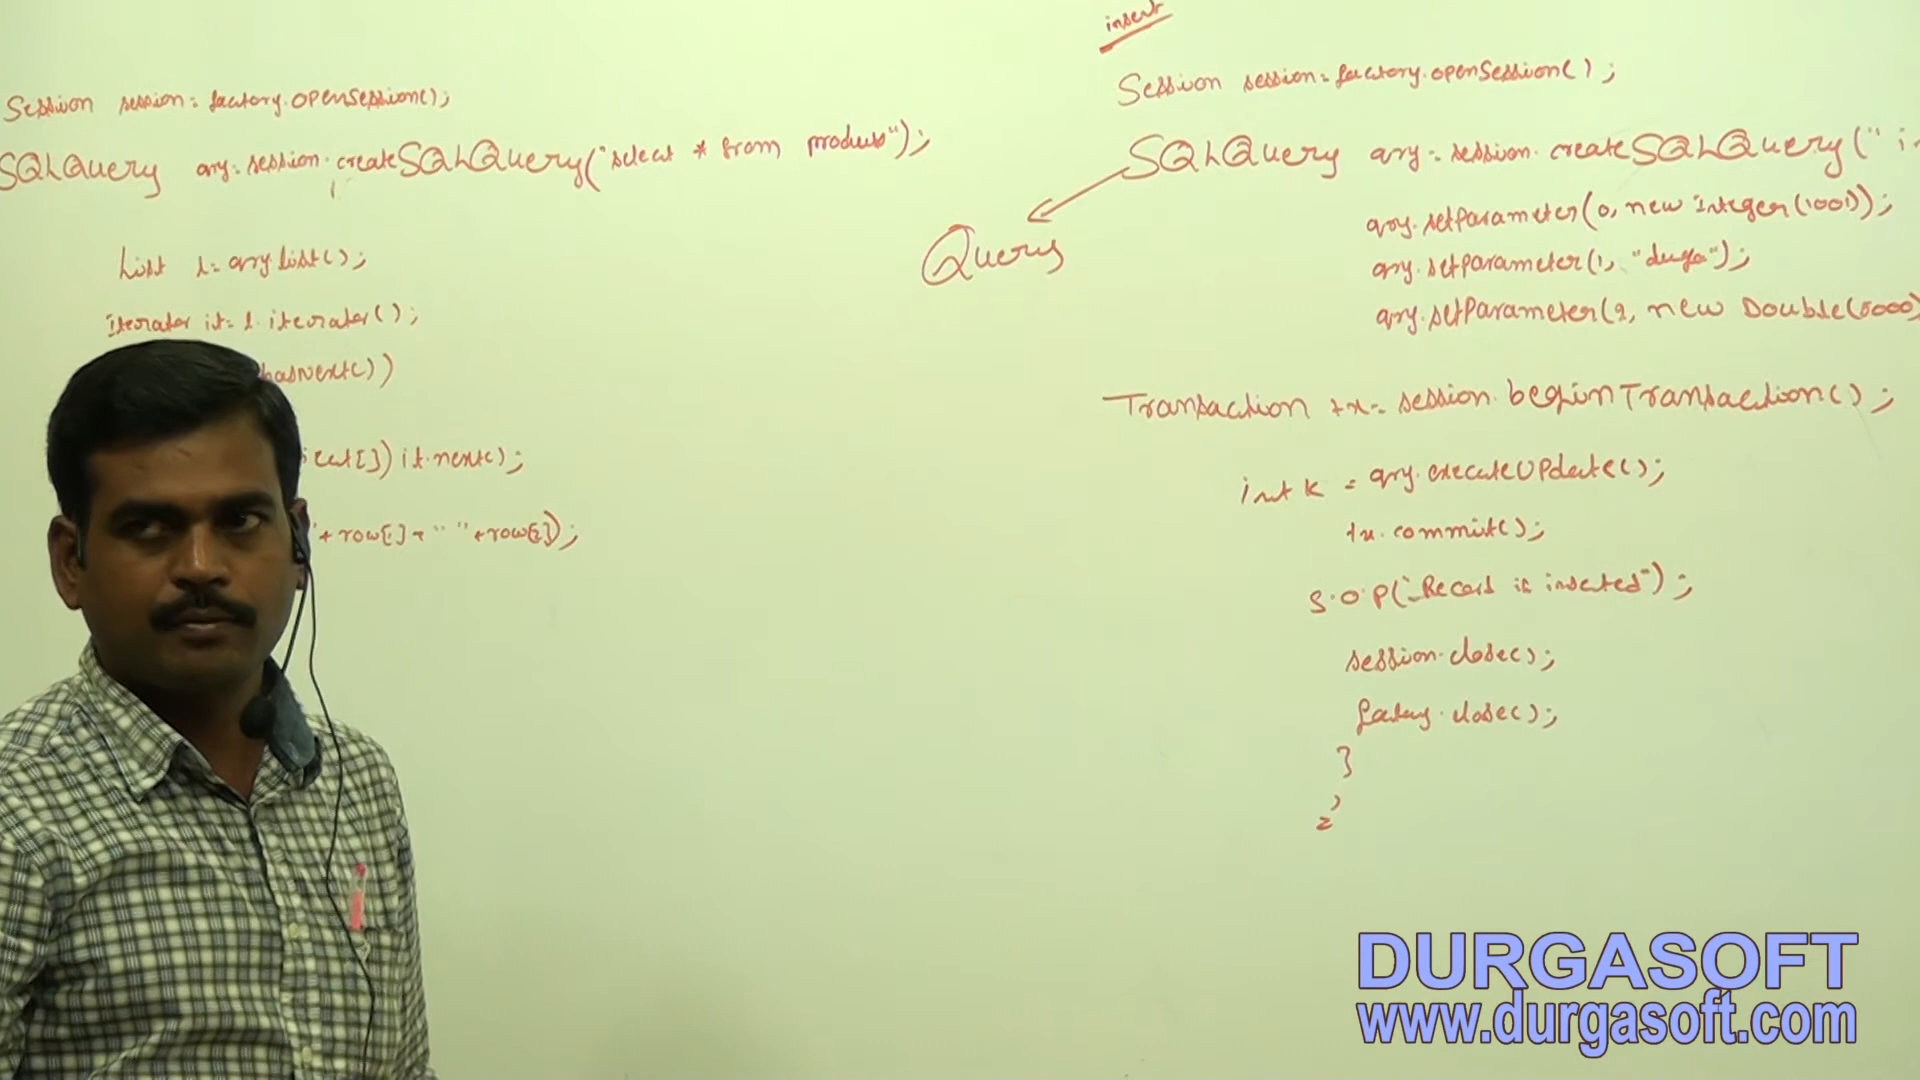 Session session = factory.openSession();
SQLQuery qry = session.createSQLQuery("select * from products");
List l = qry.list();
Iterator it = l.iterator();
hasNext())
ject[]) it.next();
"+row[1]+" "+row[2]);
Query
insert
Session session = factory.openSession();
SQLQuery qry = session.createSQLQuery(" i
qry.setParameter(0, new Integer(1001));
qry.setParameter(1, "durga");
qry.setParameter(2, new Double(5000)
Transaction tx = session.beginTransaction();
int k = qry.executeUpdate();
tx.commit();
S.O.P("Record is inserted");
session.close();
factory.close();
}
}
DURGASOFT
www.durgasoft.com